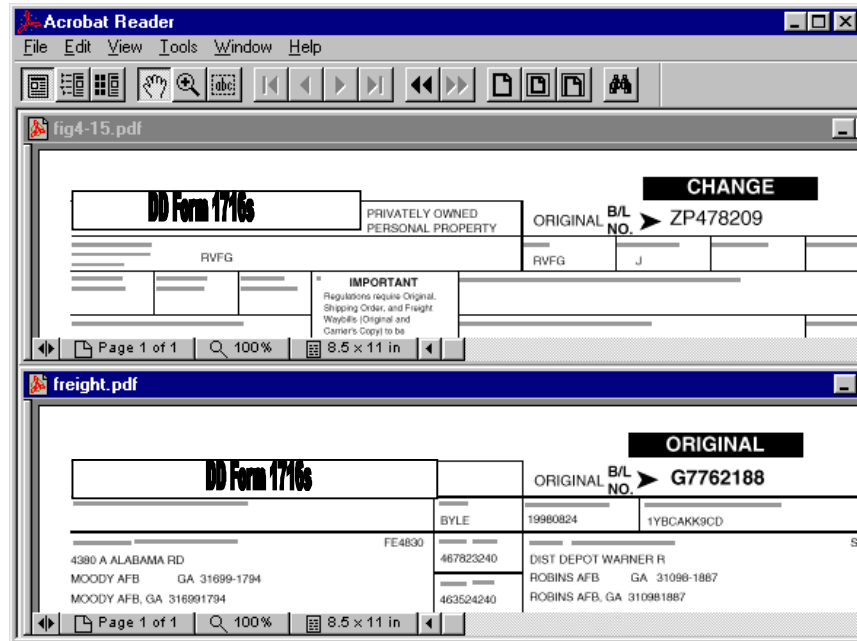 Acrobat Reader
File Edit View Tools Window Help
abc
fig4-15.pdf
CHANGE
DD Form 1716s
PRIVATELY OWNED
PERSONAL PROPERTY
ORIGINAL B/L NO. ZP478209
RVFG
RVFG J
IMPORTANT
Regulations require Original,
Shipping Order, and Freight
Waybills (Original and
Carrier's Copy) to be
Page 1 of 1 100% 8.5 x 11 in
freight.pdf
ORIGINAL
DD Form 1716s
ORIGINAL B/L NO. G7762188
BYLE 19980824 1YBCAKK9CD
FE4830 S
4380 A ALABAMA RD 467823240 DIST DEPOT WARNER R
MOODY AFB GA 31699-1794 ROBINS AFB GA 31098-1887
MOODY AFB, GA 316991794 463524240 ROBINS AFB, GA 310981887
Page 1 of 1 100% 8.5 x 11 in